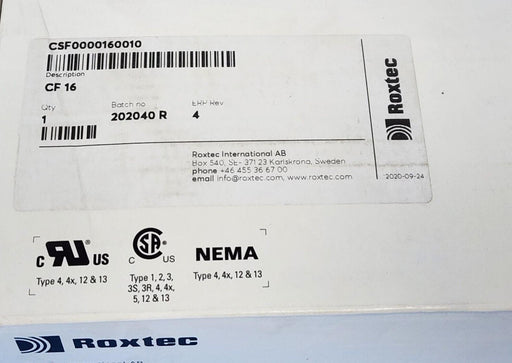 CSF0000160010
Description
CF 16
Qty Batch no ERP Rev
1 202040 R 4
Roxtec International AB
Box 540, SE- 371 23 Karlskrona, Sweden
phone +46 455 36 67 00
email info@roxtec.com, www.roxtec.com
Roxtec
2020-09-24
c RU US
Type 4, 4x, 12 & 13
C SA US
Type 1, 2, 3,
3S, 3R, 4, 4x,
5, 12 & 13
NEMA
Type 4, 4x, 12 & 13
Roxtec